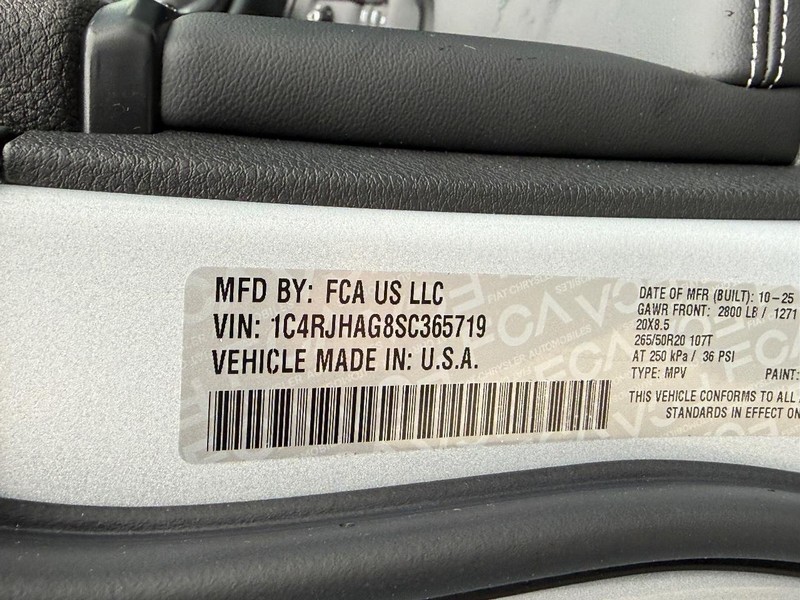 MFD BY: FCA US LLC
VIN: 1C4RJHAG8SC365719
VEHICLE MADE IN: U.S.A.
DATE OF MFR (BUILT): 10-25
GAWR FRONT: 2800 LB / 1271
20X8.5
265/50R20 107T
AT 250 kPa / 36 PSI
TYPE: MPV PAINT:
THIS VEHICLE CONFORMS TO ALL
STANDARDS IN EFFECT ON